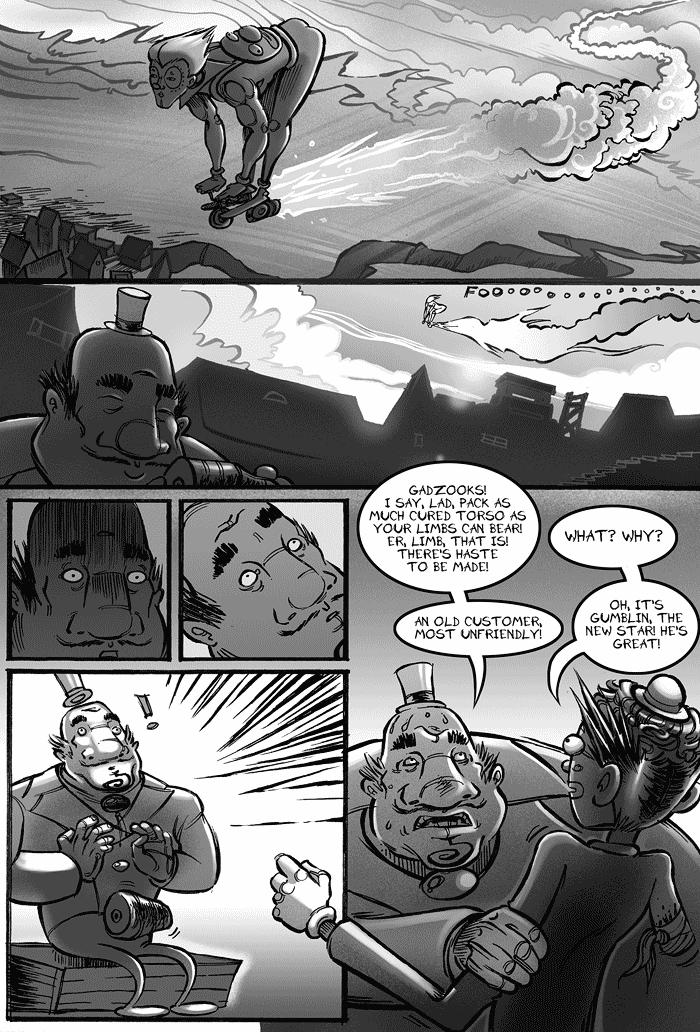 FOOOOOOOOOOOOOOO
GADZOOKS!
I SAY, LAD, PACK AS
MUCH CURED TORSO AS
YOUR LIMBS CAN BEAR!
ER, LIMB, THAT IS!
THERE'S HASTE
TO BE MADE!
WHAT? WHY?
AN OLD CUSTOMER,
MOST UNFRIENDLY!
OH, IT'S
GUMBLIN, THE
NEW STAR! HE'S
GREAT!
!